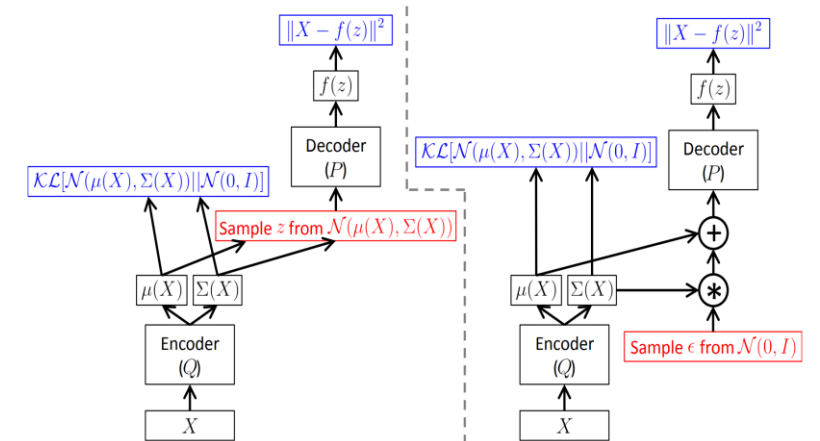 ‖X − f(z)‖²
f(z)
Decoder
(P)
𝒦ℒ[𝒩(μ(X), Σ(X))||𝒩(0, I)]
Sample z from 𝒩(μ(X), Σ(X))
μ(X)
Σ(X)
Encoder
(Q)
X
‖X − f(z)‖²
f(z)
Decoder
(P)
𝒦ℒ[𝒩(μ(X), Σ(X))||𝒩(0, I)]
+
μ(X)
Σ(X)
*
Encoder
(Q)
Sample ϵ from 𝒩(0, I)
X